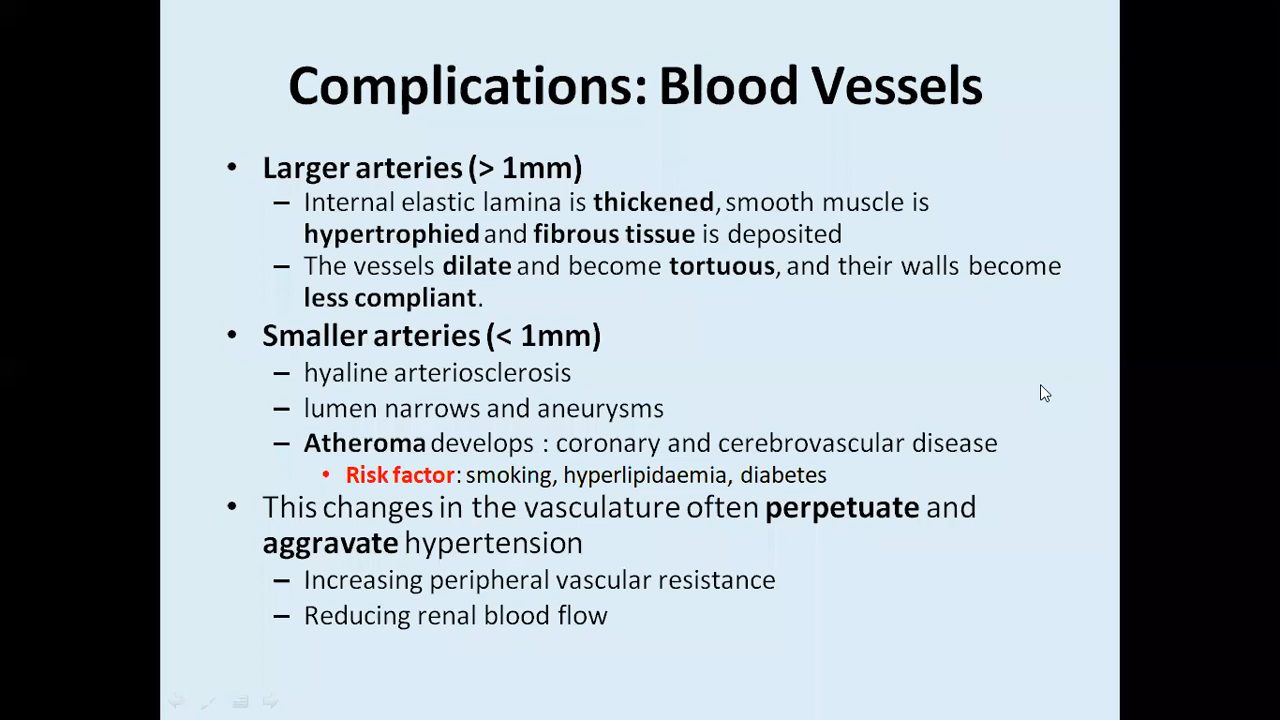 Complications: Blood Vessels
• Larger arteries (> 1mm)
– Internal elastic lamina is thickened, smooth muscle is
hypertrophied and fibrous tissue is deposited
– The vessels dilate and become tortuous, and their walls become
less compliant.
• Smaller arteries (< 1mm)
– hyaline arteriosclerosis
– lumen narrows and aneurysms
– Atheroma develops : coronary and cerebrovascular disease
• Risk factor: smoking, hyperlipidaemia, diabetes
• This changes in the vasculature often perpetuate and
aggravate hypertension
– Increasing peripheral vascular resistance
– Reducing renal blood flow